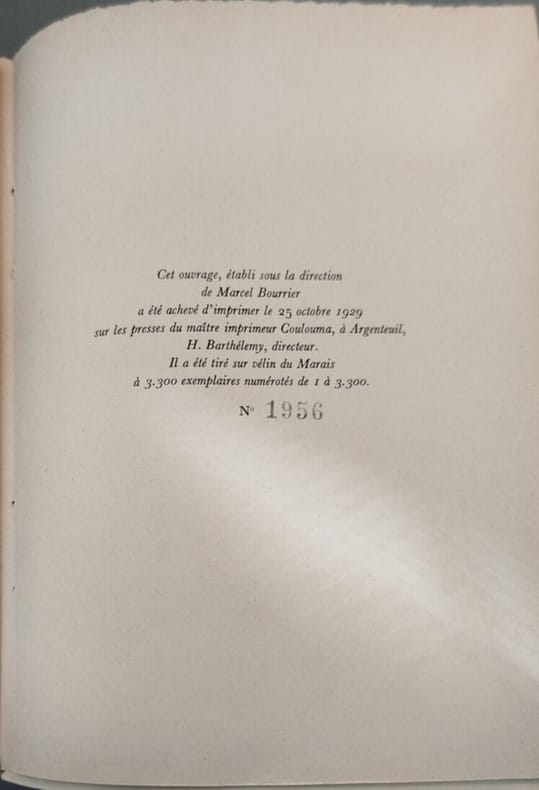 Cet ouvrage, établi sous la direction
de Marcel Bourrier
a été achevé d'imprimer le 25 octobre 1929
sur les presses du maître imprimeur Coulouma, à Argenteuil,
H. Barthélemy, directeur.
Il a été tiré sur vélin du Marais
à 3.300 exemplaires numérotés de 1 à 3.300.
N° 1956